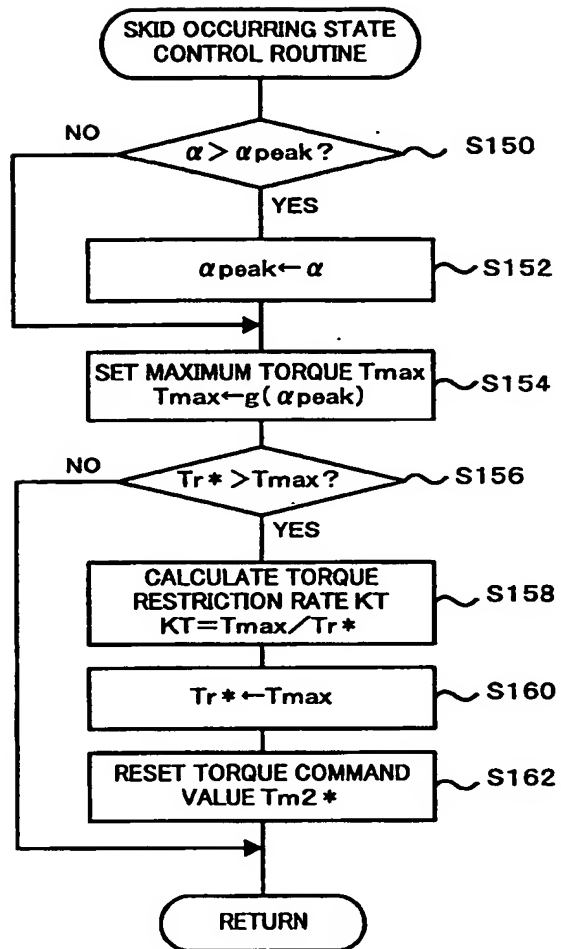 SKID OCCURRING STATE
CONTROL ROUTINE
NO
α > αpeak?
S150
YES
αpeak←α
S152
SET MAXIMUM TORQUE Tmax
Tmax←g(αpeak)
S154
NO
Tr* >Tmax?
S156
YES
CALCULATE TORQUE
RESTRICTION RATE KT
KT=Tmax/Tr*
S158
Tr*←Tmax
S160
RESET TORQUE COMMAND
VALUE Tm2*
S162
RETURN